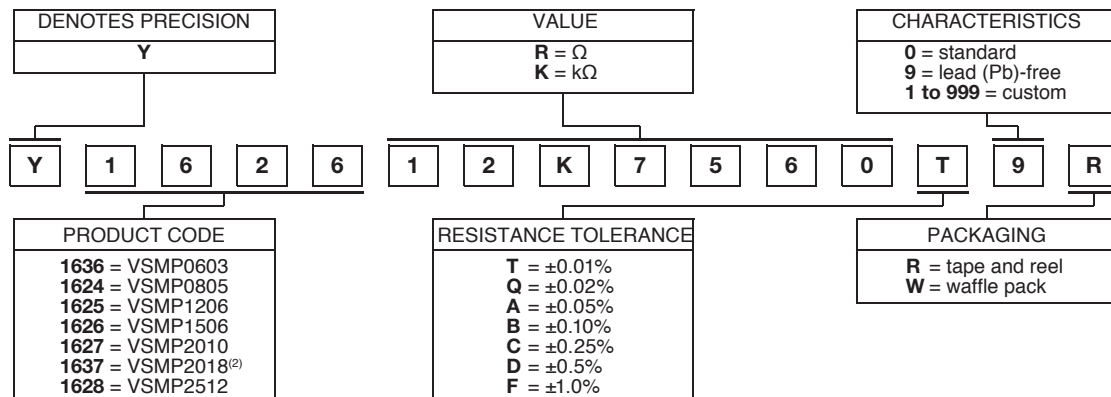 DENOTES PRECISION
Y
VALUE
R = Ω
K = kΩ
CHARACTERISTICS
0 = standard
9 = lead (Pb)-free
1 to 999 = custom
Y 1 6 2 6 1 2 K 7 5 6 0 T 9 R
PRODUCT CODE
1636 = VSMP0603
1624 = VSMP0805
1625 = VSMP1206
1626 = VSMP1506
1627 = VSMP2010
1637 = VSMP2018(2)
1628 = VSMP2512
RESISTANCE TOLERANCE
T = ±0.01%
Q = ±0.02%
A = ±0.05%
B = ±0.10%
C = ±0.25%
D = ±0.5%
F = ±1.0%
PACKAGING
R = tape and reel
W = waffle pack